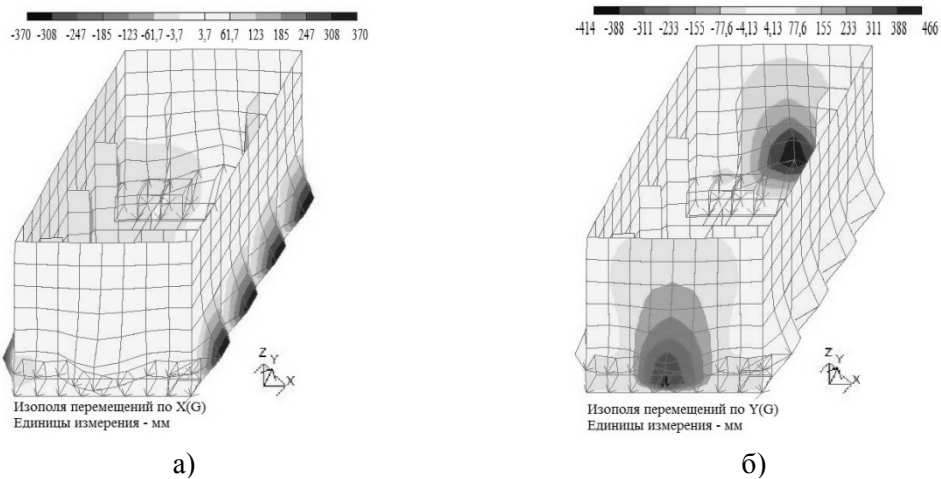 -370 -308 -247 -185 -123 -61,7 -3,7 3,7 61,7 123 185 247 308 370
Z
Y
X
Изополя перемещений по X(G)
Единицы измерения - мм
а)
-414 -388 -311 -233 -155 -77,6 -4,13 4,13 77,6 155 233 311 388 466
Z
Y
X
Изополя перемещений по Y(G)
Единицы измерения - мм
б)